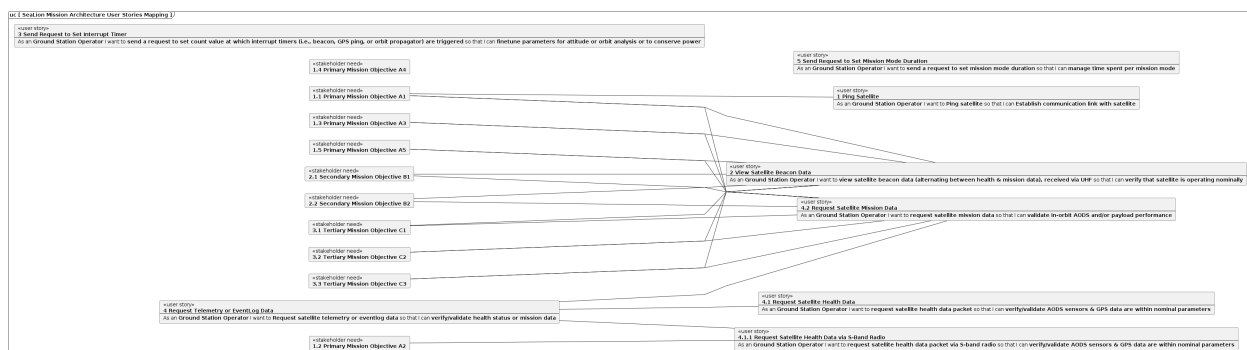 uc [ SeaLion Mission Architecture User Stories Mapping ]
«user story»
3 Send Request to Set Interrupt Timer
As an Ground Station Operator I want to send a request to set count value at which interrupt timers (i.e., beacon, GPS ping, or orbit propagator) are triggered so that I can finetune parameters for attitude or orbit analysis or to conserve power
«user story»
5 Send Request to Set Mission Mode Duration
As an Ground Station Operator I want to send a request to set mission mode duration so that I can manage time spent per mission mode
«stakeholder need»
1.4 Primary Mission Objective A4
«stakeholder need»
1.1 Primary Mission Objective A1
«user story»
1 Ping Satellite
As an Ground Station Operator I want to Ping satellite so that I can Establish communication link with satellite
«stakeholder need»
1.3 Primary Mission Objective A3
«stakeholder need»
1.5 Primary Mission Objective A5
«stakeholder need»
2.1 Secondary Mission Objective B1
«user story»
2 View Satellite Beacon Data
As an Ground Station Operator I want to view satellite beacon data (alternating between health & mission data), received via UHF so that I can verify that satellite is operating nominally
«stakeholder need»
2.2 Secondary Mission Objective B2
«user story»
4.2 Request Satellite Mission Data
As an Ground Station Operator I want to request satellite mission data so that I can validate in-orbit AODS and/or payload performance
«stakeholder need»
3.1 Tertiary Mission Objective C1
«stakeholder need»
3.2 Tertiary Mission Objective C2
«stakeholder need»
3.3 Tertiary Mission Objective C3
«user story»
4 Request Telemetry or EventLog Data
As an Ground Station Operator I want to Request satellite telemetry or eventlog data so that I can verify/validate health status or mission data
«user story»
4.1 Request Satellite Health Data
As an Ground Station Operator I want to request satellite health data packet so that I can verify/validate AODS sensors & GPS data are within nominal parameters
«user story»
4.1.1 Request Satellite Health Data via S-Band Radio
As an Ground Station Operator I want to request satellite health data packet via S-band radio so that I can verify/validate AODS sensors & GPS data are within nominal parameters
«stakeholder need»
1.2 Primary Mission Objective A2